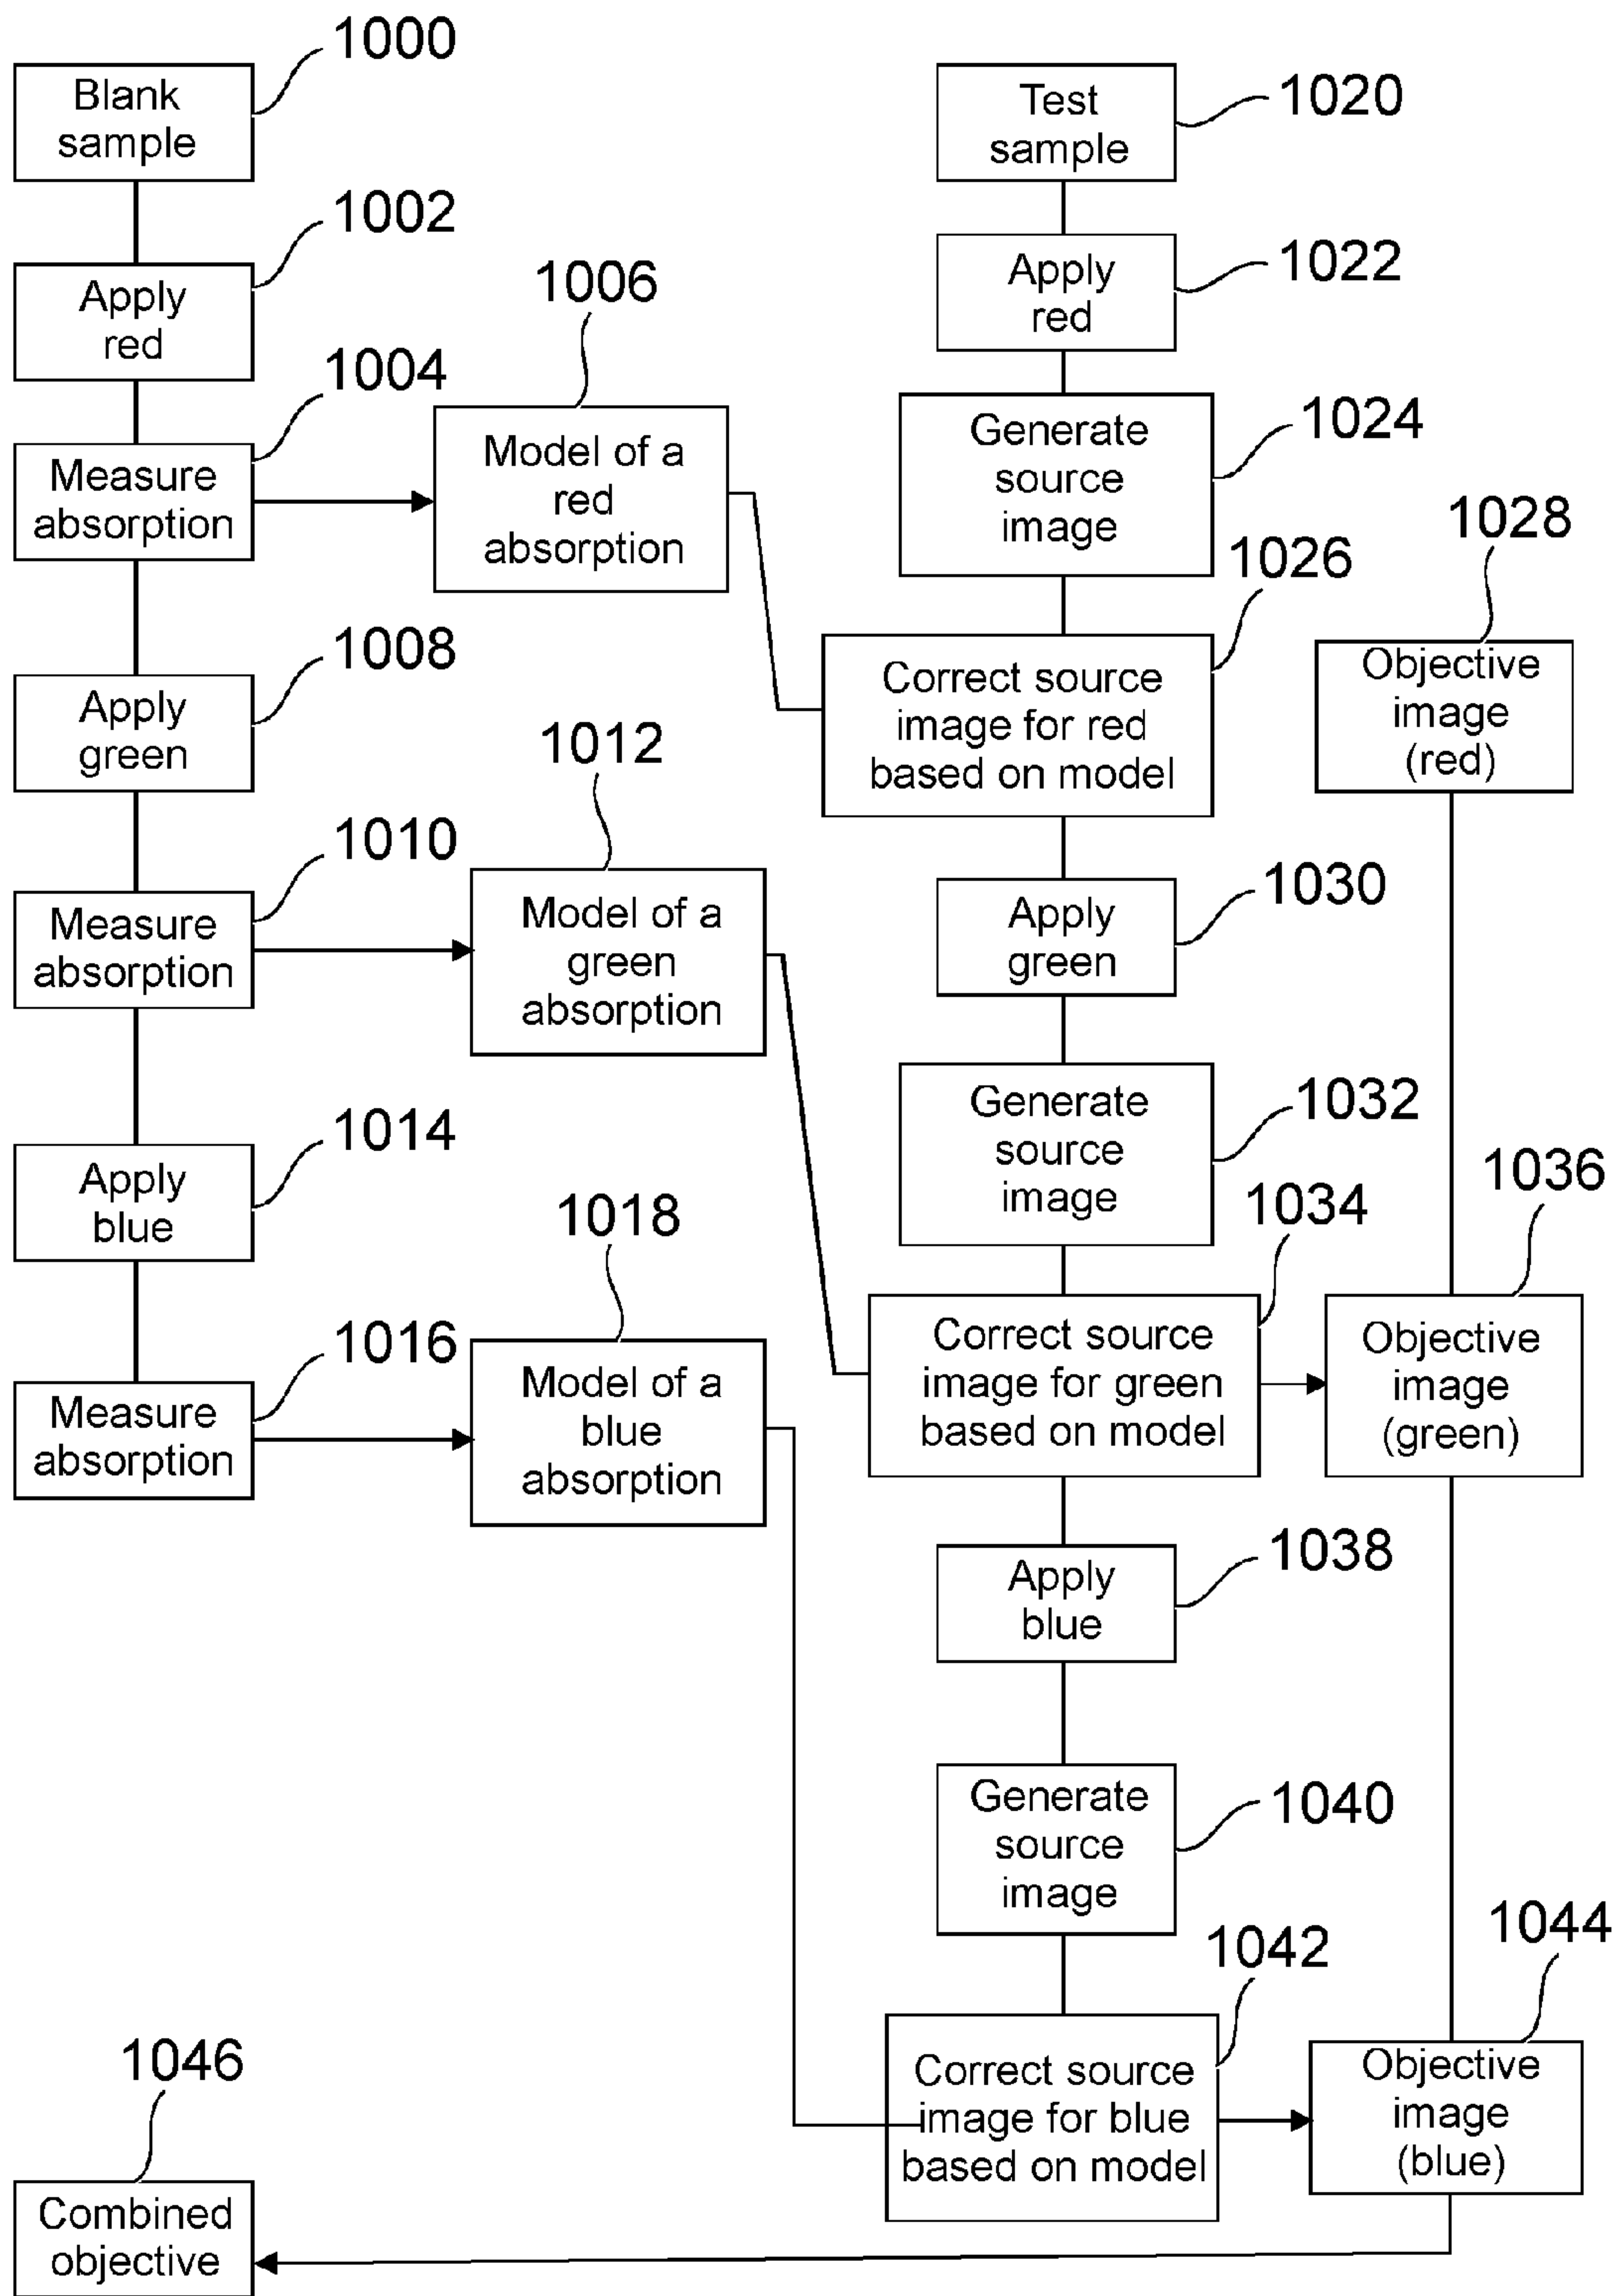 1000
Blank
sample
1002
Apply
red
1004
Measure
absorption
1006
Model of a
red
absorption
1008
Apply
green
1010
Measure
absorption
1012
Model of a
green
absorption
1014
Apply
blue
1016
Measure
absorption
1018
Model of a
blue
absorption
1020
Test
sample
1022
Apply
red
1024
Generate
source
image
1026
Correct source
image for red
based on model
1028
Objective
image
(red)
1030
Apply
green
1032
Generate
source
image
1034
Correct source
image for green
based on model
1036
Objective
image
(green)
1038
Apply
blue
1040
Generate
source
image
1042
Correct source
image for blue
based on model
1044
Objective
image
(blue)
1046
Combined
objective